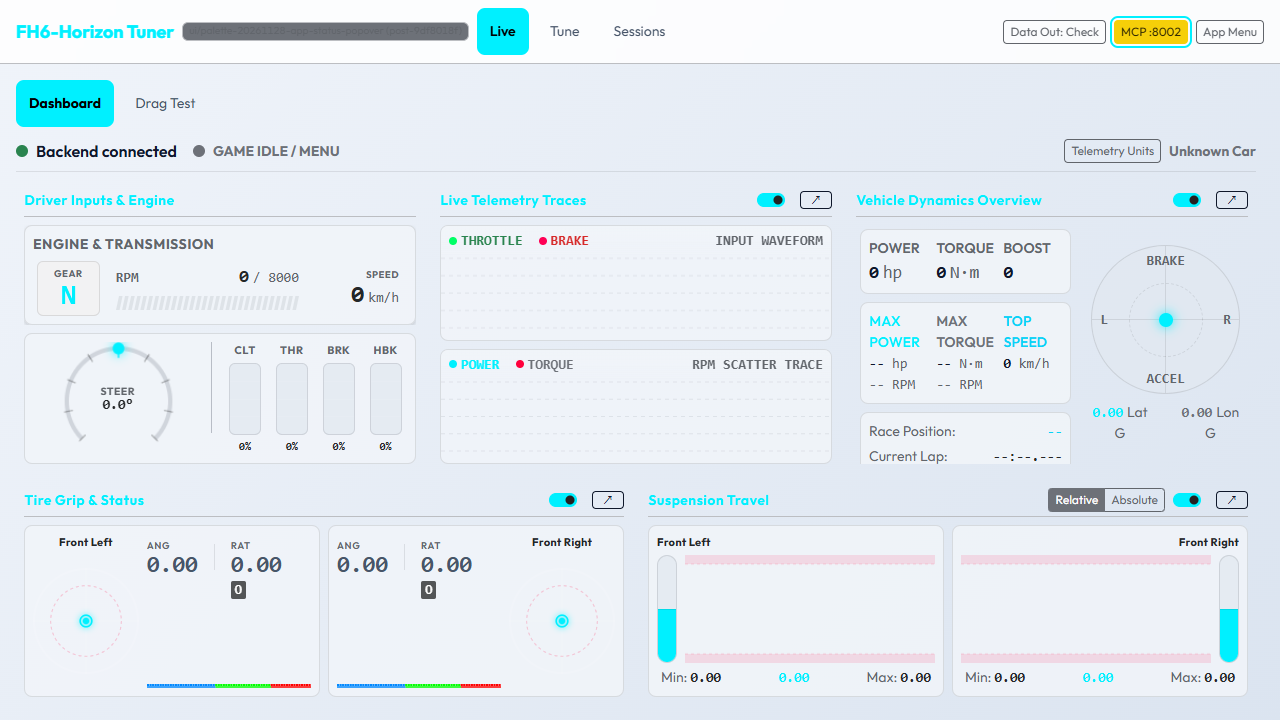 FH6-Horizon Tuner
Live
Tune
Sessions
Data Out: Check
MCP :8002
App Menu
Dashboard
Drag Test
Backend connected
GAME IDLE / MENU
Telemetry Units
Unknown Car
Driver Inputs & Engine
ENGINE & TRANSMISSION
GEAR
N
RPM
0 / 8000
SPEED
0 km/h
STEER
0.0°
CLT THR BRK HBK
0% 0% 0% 0%
Live Telemetry Traces
↗
THROTTLE BRAKE INPUT WAVEFORM
POWER TORQUE RPM SCATTER TRACE
Vehicle Dynamics Overview
↗
POWER TORQUE BOOST
0 hp 0 N·m 0
MAX POWER
-- hp
-- RPM
MAX TORQUE
-- N·m
-- RPM
TOP SPEED
0 km/h
Race Position: --
Current Lap: --:--.---
BRAKE
L R
ACCEL
0.00 Lat G
0.00 Lon G
Tire Grip & Status
↗
Front Left
ANG RAT
0.00 0.00
0
ANG RAT
0.00 0.00
0
Front Right
Suspension Travel
Relative Absolute
↗
Front Left
Min: 0.00 0.00 Max: 0.00
Front Right
Min: 0.00 0.00 Max: 0.00